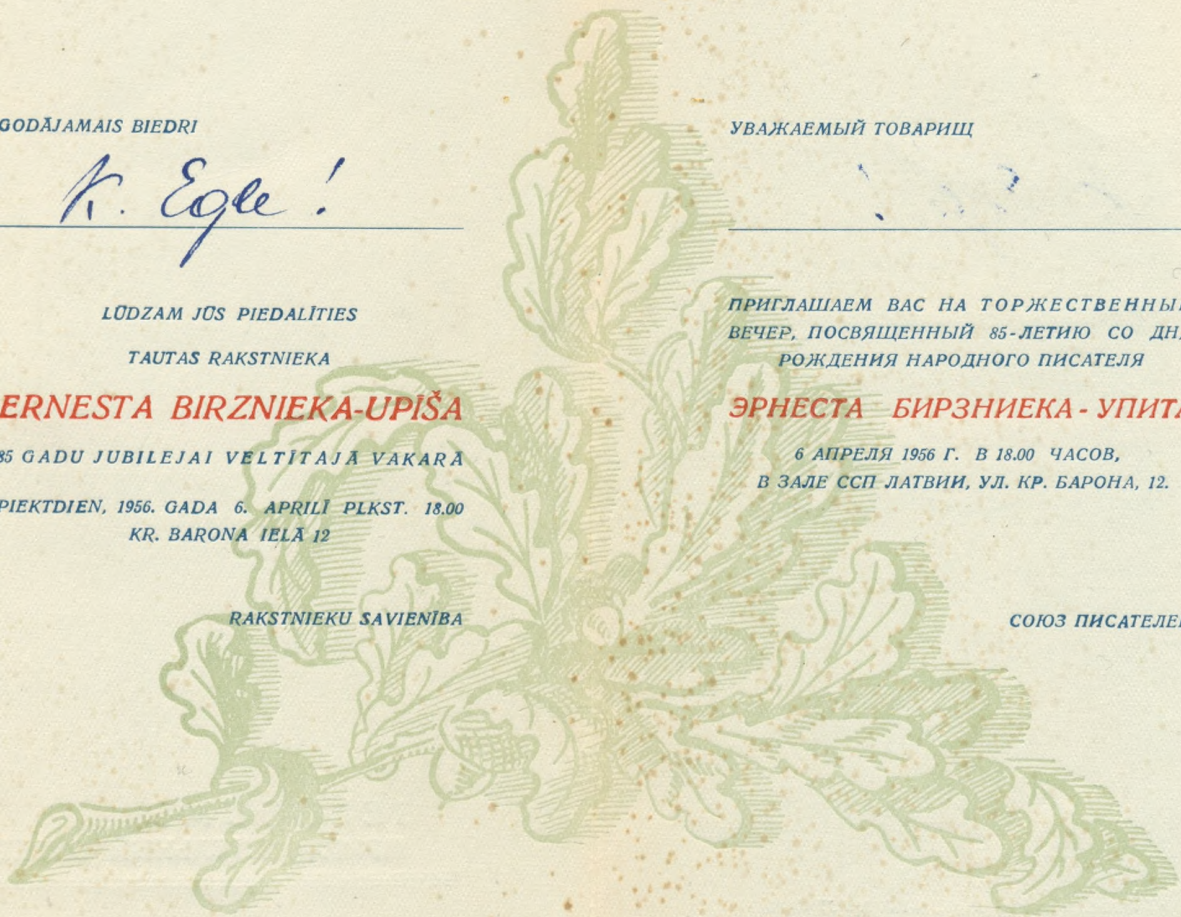 GODĀJAMAIS BIEDRI
K. Egle!
LŪDZAM JŪS PIEDALĪTIES
TAUTAS RAKSTNIEKA
ERNESTA BIRZNIEKA-UPĪŠA
85 GADU JUBILEJAI VELTĪTAJĀ VAKARĀ
PIEKTDIEN, 1956. GADA 6. APRILĪ PLKST. 18.00
KR. BARONA IELĀ 12
RAKSTNIEKU SAVIENĪBA
УВАЖАЕМЫЙ ТОВАРИЩ
ПРИГЛАШАЕМ ВАС НА ТОРЖЕСТВЕННЫ
ВЕЧЕР, ПОСВЯЩЕННЫЙ 85-ЛЕТИЮ СО ДН
РОЖДЕНИЯ НАРОДНОГО ПИСАТЕЛЯ
ЭРНЕСТА БИРЗНИЕКА-УПИТА
6 АПРЕЛЯ 1956 Г. В 18.00 ЧАСОВ,
В ЗАЛЕ ССП ЛАТВИИ, УЛ. КР. БАРОНА, 12.
СОЮЗ ПИСАТЕЛЕ